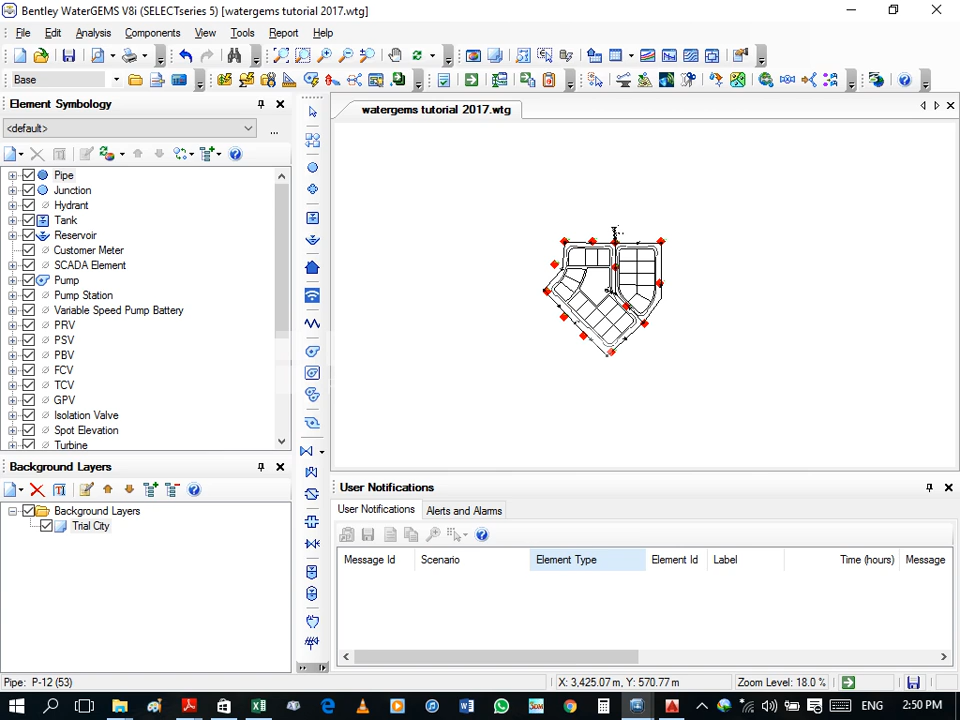 Bentley WaterGEMS V8i (SELECTseries 5) [watergems tutorial 2017.wtg]
File Edit Analysis Components View Tools Report Help
Base
Element Symbology
<default>
...
Pipe
Junction
Hydrant
Tank
Reservoir
Customer Meter
SCADA Element
Pump
Pump Station
Variable Speed Pump Battery
PRV
PSV
PBV
FCV
TCV
GPV
Isolation Valve
Spot Elevation
Turbine
Background Layers
Background Layers
Trial City
watergems tutorial 2017.wtg
User Notifications
User Notifications Alerts and Alarms
Message Id Scenario Element Type Element Id Label Time (hours) Message
Pipe: P-12 (53)
X: 3,425.07 m, Y: 570.77 m
Zoom Level: 18.0 %
ENG
2:50 PM